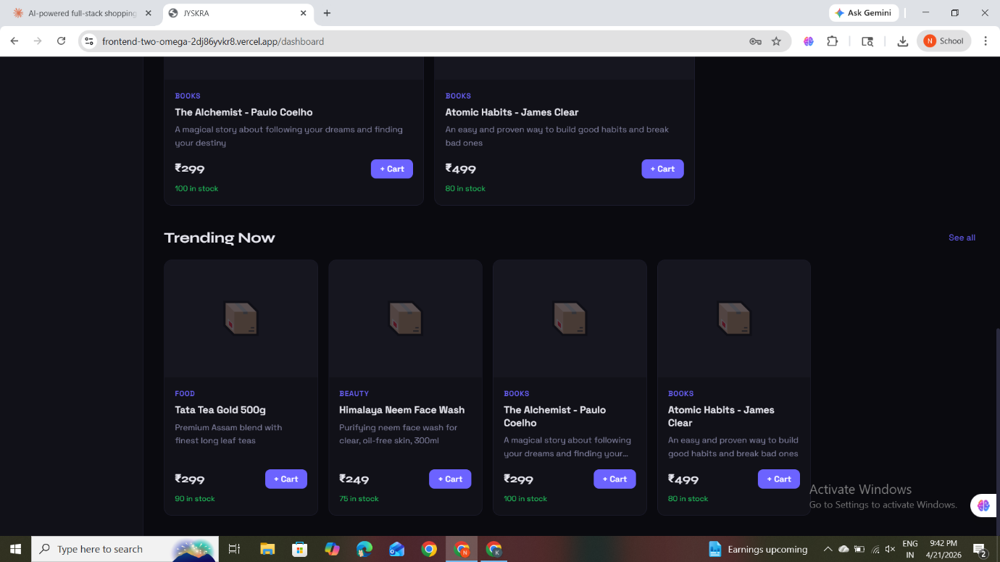 AI-powered full-stack shopping
JYSKRA
Ask Gemini
frontend-two-omega-2dj86yvkr8.vercel.app/dashboard
N
School
BOOKS
The Alchemist - Paulo Coelho
A magical story about following your dreams and finding
your destiny
₹299
+ Cart
100 in stock
BOOKS
Atomic Habits - James Clear
An easy and proven way to build good habits and break
bad ones
₹499
+ Cart
80 in stock
Trending Now
See all
FOOD
Tata Tea Gold 500g
Premium Assam blend with
finest long leaf teas
₹299
+ Cart
90 in stock
BEAUTY
Himalaya Neem Face Wash
Purifying neem face wash for
clear, oil-free skin, 300ml
₹249
+ Cart
75 in stock
BOOKS
The Alchemist - Paulo
Coelho
A magical story about following
your dreams and finding your...
₹299
+ Cart
100 in stock
BOOKS
Atomic Habits - James
Clear
An easy and proven way to build
good habits and break bad ones
₹499
+ Cart
80 in stock
Activate Windows
Go to Settings to activate Windows.
Type here to search
N
K
Earnings upcoming
ENG
IN
9:42 PM
4/21/2026
2